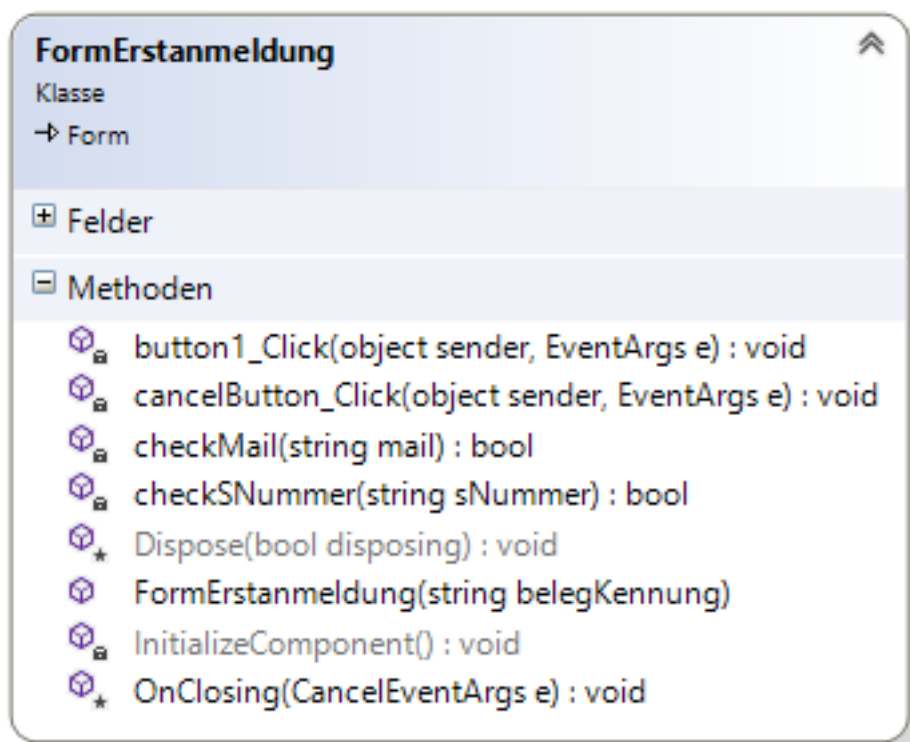 FormErstanmeldung
Klasse
Form
Felder
Methoden
button1_Click(object sender, EventArgs e) : void
cancelButton_Click(object sender, EventArgs e) : void
checkMail(string mail) : bool
checkSNummer(string sNummer) : bool
Dispose(bool disposing) : void
FormErstanmeldung(string belegKennung)
InitializeComponent() : void
OnClosing(CancelEventArgs e) : void